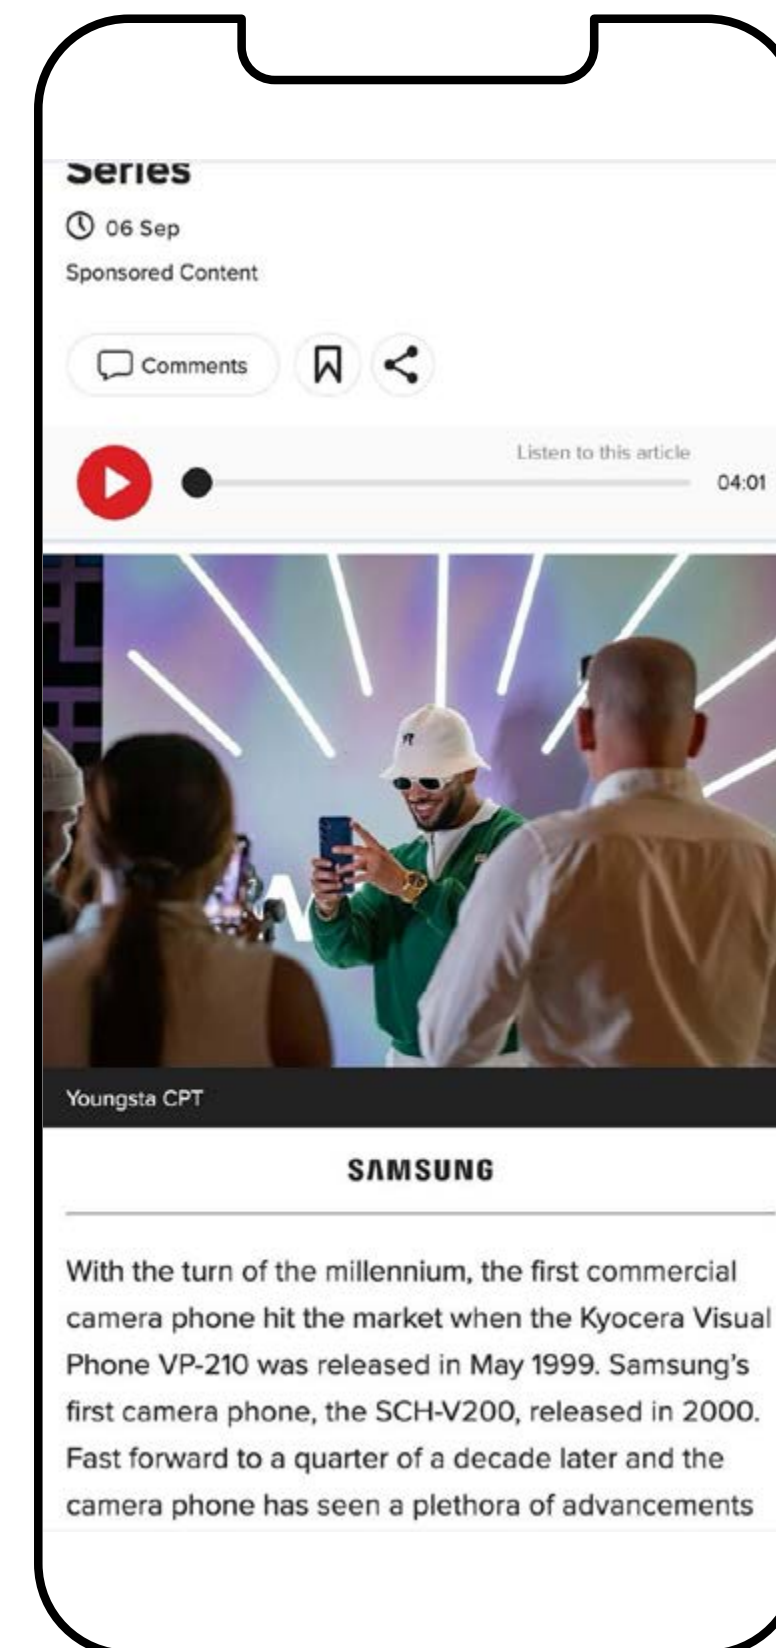 Series
06 Sep
Sponsored Content
Comments
Listen to this article
04:01
Youngsta CPT
SAMSUNG
With the turn of the millennium, the first commercial
camera phone hit the market when the Kyocera Visual
Phone VP-210 was released in May 1999. Samsung's
first camera phone, the SCH-V200, released in 2000.
Fast forward to a quarter of a decade later and the
camera phone has seen a plethora of advancements